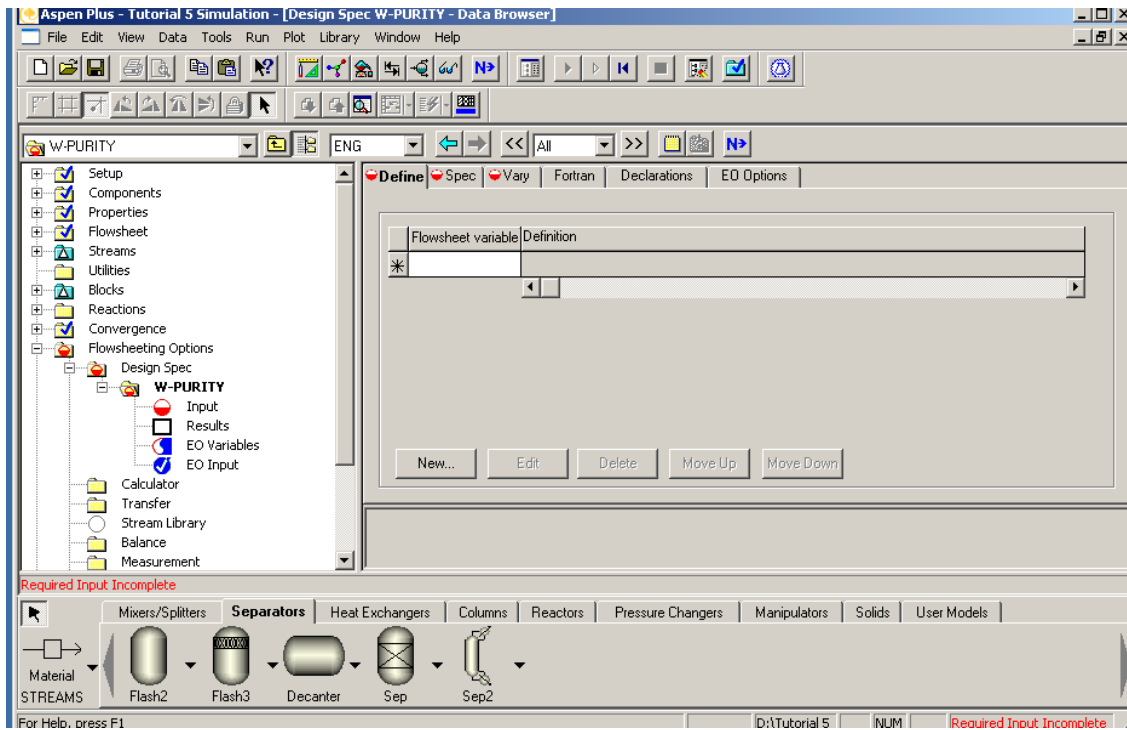 Aspen Plus - Tutorial 5 Simulation - [Design Spec W-PURITY - Data Browser]
File Edit View Data Tools Run Plot Library Window Help
N>
W-PURITY ENG << All >> N>
Setup
Components
Properties
Flowsheet
Streams
Utilities
Blocks
Reactions
Convergence
Flowsheeting Options
Design Spec
W-PURITY
Input
Results
EO Variables
EO Input
Calculator
Transfer
Stream Library
Balance
Measurement
Define Spec Vary Fortran Declarations EO Options
Flowsheet variable Definition
New... Edit Delete Move Up Move Down
Required Input Incomplete
Mixers/Splitters Separators Heat Exchangers Columns Reactors Pressure Changers Manipulators Solids User Models
Material
STREAMS Flash2 Flash3 Decanter Sep Sep2
For Help, press F1 D:\Tutorial 5 NUM Required Input Incomplete